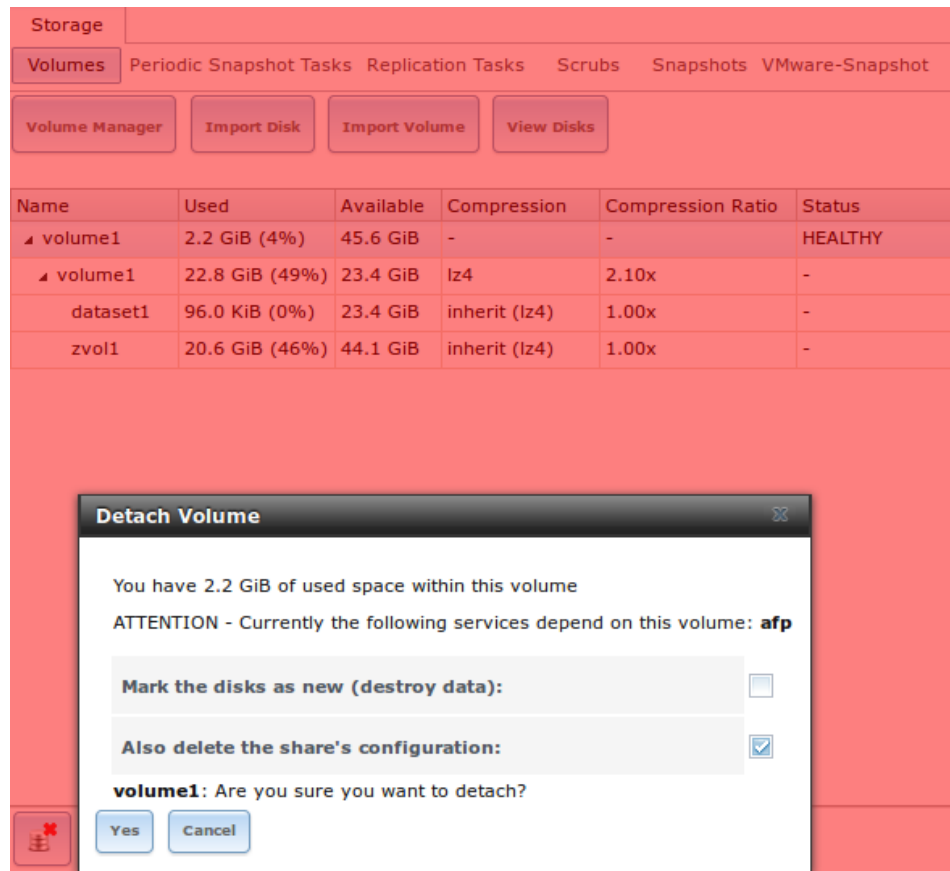 Storage
Volumes Periodic Snapshot Tasks Replication Tasks Scrubs Snapshots VMware-Snapshot
Volume Manager Import Disk Import Volume View Disks
Name Used Available Compression Compression Ratio Status
volume1 2.2 GiB (4%) 45.6 GiB - - HEALTHY
volume1 22.8 GiB (49%) 23.4 GiB lz4 2.10x -
dataset1 96.0 KiB (0%) 23.4 GiB inherit (lz4) 1.00x -
zvol1 20.6 GiB (46%) 44.1 GiB inherit (lz4) 1.00x -
Detach Volume
You have 2.2 GiB of used space within this volume
ATTENTION - Currently the following services depend on this volume: afp
Mark the disks as new (destroy data):
Also delete the share's configuration:
volume1: Are you sure you want to detach?
Yes Cancel